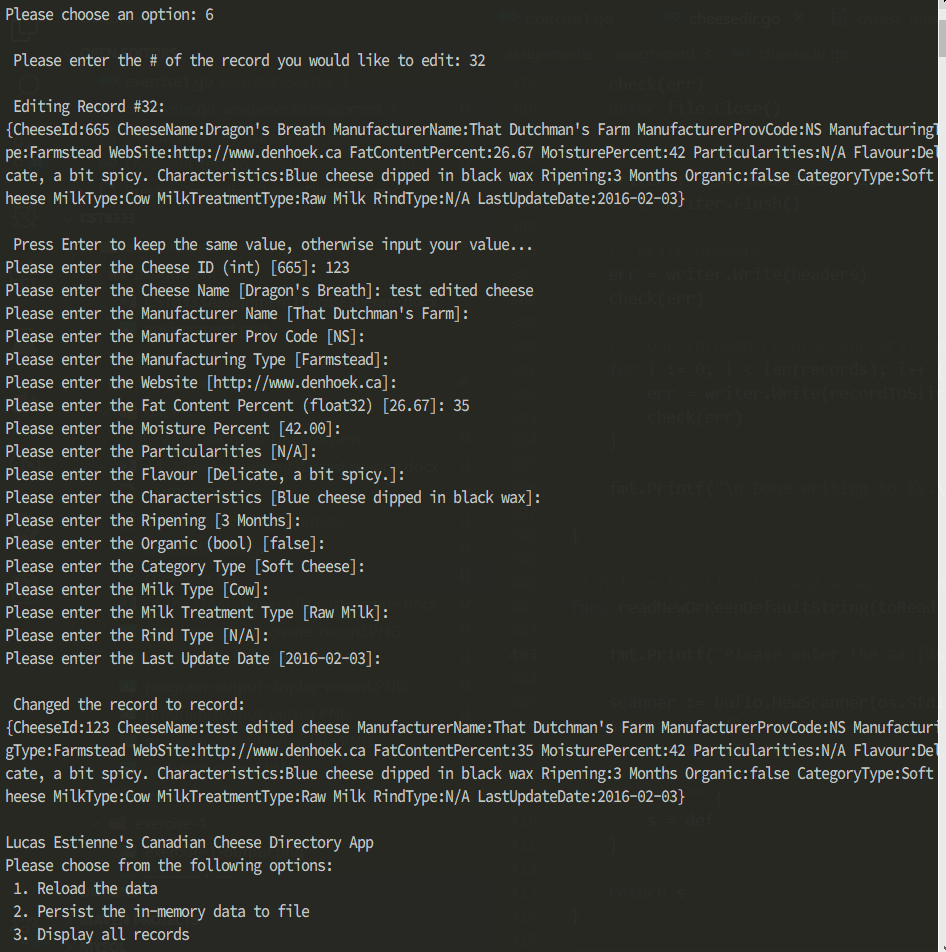 Please choose an option: 6
Please enter the # of the record you would like to edit: 32
Editing Record #32:
{CheeseId:665 CheeseName:Dragon's Breath ManufacturerName:That Dutchman's Farm ManufacturerProvCode:NS ManufacturingT
pe:Farmstead WebSite:http://www.denhoek.ca FatContentPercent:26.67 MoisturePercent:42 Particularities:N/A Flavour:Del
cate, a bit spicy. Characteristics:Blue cheese dipped in black wax Ripening:3 Months Organic:false CategoryType:Soft
heese MilkType:Cow MilkTreatmentType:Raw Milk RindType:N/A LastUpdateDate:2016-02-03}
Press Enter to keep the same value, otherwise input your value...
Please enter the Cheese ID (int) [665]: 123
Please enter the Cheese Name [Dragon's Breath]: test edited cheese
Please enter the Manufacturer Name [That Dutchman's Farm]:
Please enter the Manufacturer Prov Code [NS]:
Please enter the Manufacturing Type [Farmstead]:
Please enter the Website [http://www.denhoek.ca]:
Please enter the Fat Content Percent (float32) [26.67]: 35
Please enter the Moisture Percent [42.00]:
Please enter the Particularities [N/A]:
Please enter the Flavour [Delicate, a bit spicy.]:
Please enter the Characteristics [Blue cheese dipped in black wax]:
Please enter the Ripening [3 Months]:
Please enter the Organic (bool) [false]:
Please enter the Category Type [Soft Cheese]:
Please enter the Milk Type [Cow]:
Please enter the Milk Treatment Type [Raw Milk]:
Please enter the Rind Type [N/A]:
Please enter the Last Update Date [2016-02-03]:
Changed the record to record:
{CheeseId:123 CheeseName:test edited cheese ManufacturerName:That Dutchman's Farm ManufacturerProvCode:NS Manufacturi
gType:Farmstead WebSite:http://www.denhoek.ca FatContentPercent:35 MoisturePercent:42 Particularities:N/A Flavour:Del
cate, a bit spicy. Characteristics:Blue cheese dipped in black wax Ripening:3 Months Organic:false CategoryType:Soft
heese MilkType:Cow MilkTreatmentType:Raw Milk RindType:N/A LastUpdateDate:2016-02-03}
Lucas Estienne's Canadian Cheese Directory App
Please choose from the following options:
1. Reload the data
2. Persist the in-memory data to file
3. Display all records